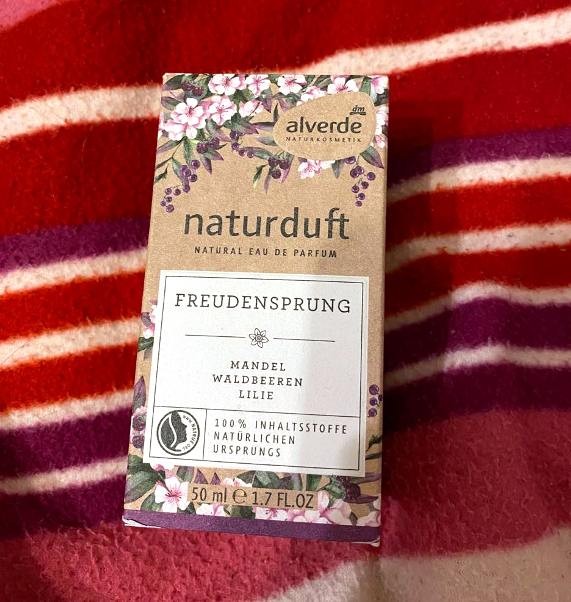 dm
alverde
NATURKOSMETIK
naturduft
NATURAL EAU DE PARFUM
FREUDENSPRUNG
MANDEL
WALDBEEREN
LILIE
100% INHALTSSTOFFE
NATÜRLICHEN
URSPRUNGS
50 ml ℮ 1.7 FL.OZ